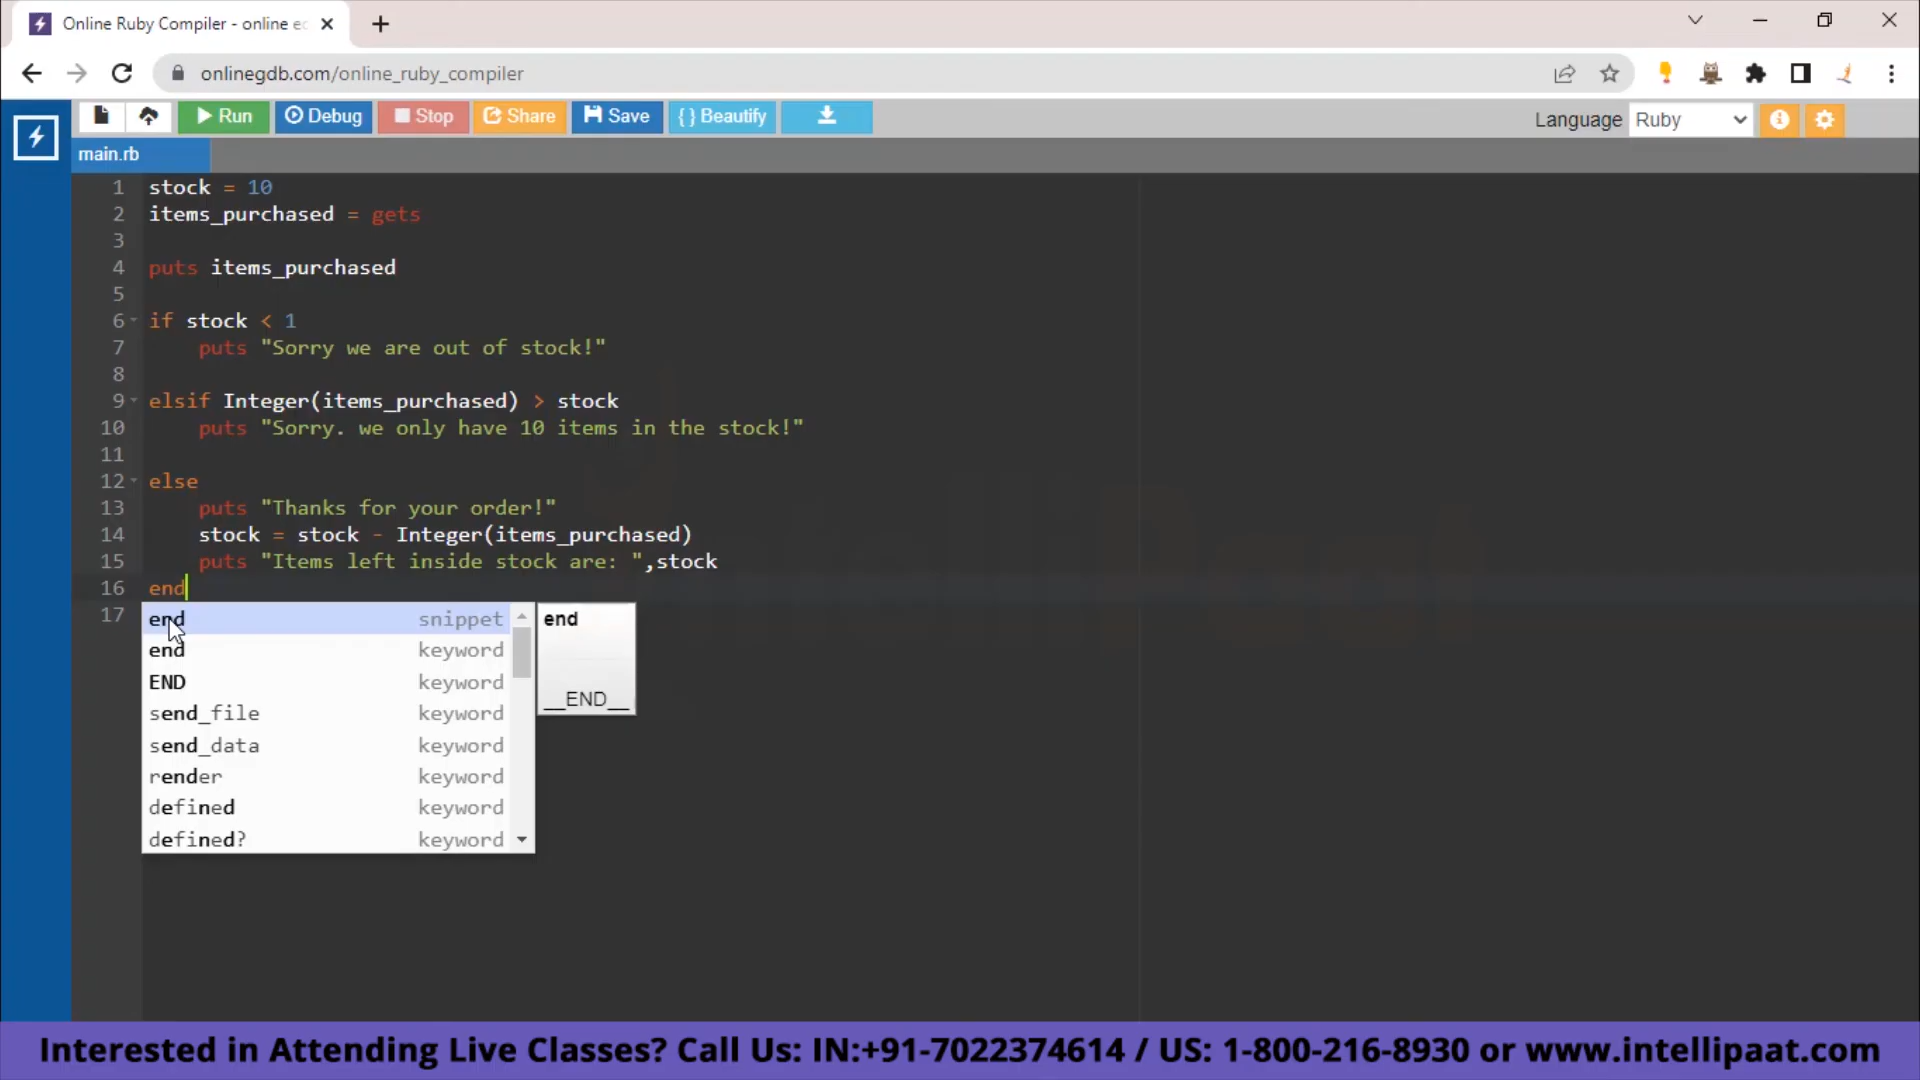 Online Ruby Compiler - online ec
onlinegdb.com/online_ruby_compiler
Run
Debug
Stop
Share
Save
{ } Beautify
Language
Ruby
main.rb
1 stock = 10
2 items_purchased = gets
3
4 puts items_purchased
5
6 if stock < 1
7 puts "Sorry we are out of stock!"
8
9 elsif Integer(items_purchased) > stock
10 puts "Sorry. we only have 10 items in the stock!"
11
12 else
13 puts "Thanks for your order!"
14 stock = stock - Integer(items_purchased)
15 puts "Items left inside stock are: ",stock
16 end
17
end snippet
end keyword
END keyword
send_file keyword
send_data keyword
render keyword
defined keyword
defined? keyword
end
__END__
Interested in Attending Live Classes? Call Us: IN:+91-7022374614 / US: 1-800-216-8930 or www.intellipaat.com